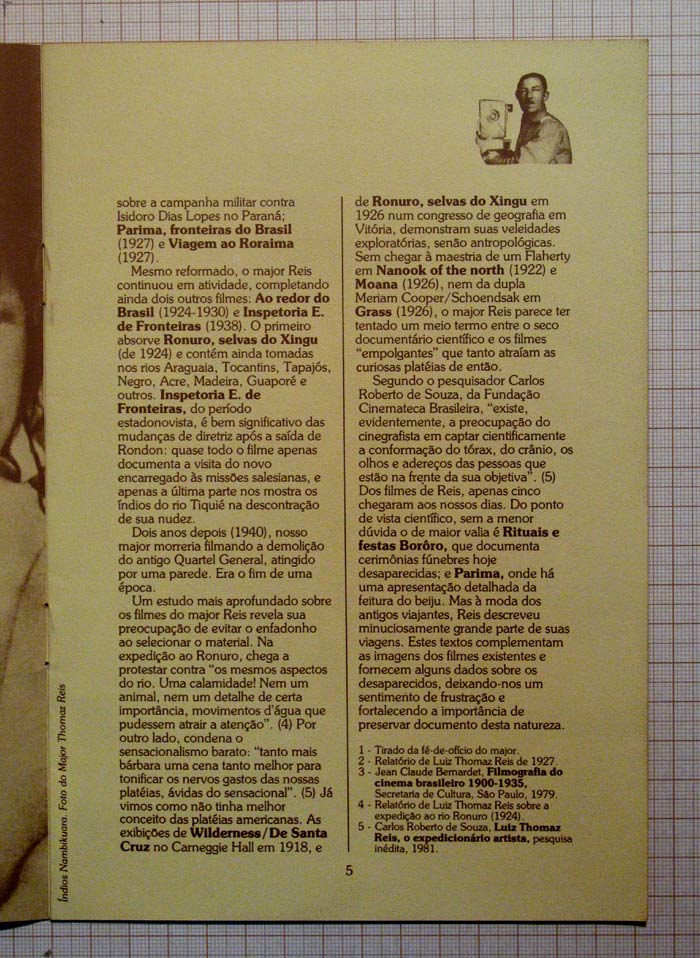 sobre a campanha militar contra
Isidoro Dias Lopes no Paraná;
Parima, fronteiras do Brasil
(1927) e Viagem ao Roraima
(1927).
Mesmo reformado, o major Reis
continuou em atividade, completando
ainda dois outros filmes: Ao redor do
Brasil (1924-1930) e Inspetoria E.
de Fronteiras (1938). O primeiro
absorve Ronuro, selvas do Xingu
(de 1924) e contém ainda tomadas
nos rios Araguaia, Tocantins, Tapajós,
Negro, Acre, Madeira, Guaporé e
outros. Inspetoria E. de
Fronteiras, do período
estadonovista, é bem significativo das
mudanças de diretriz após a saída de
Rondon: quase todo o filme apenas
documenta a visita do novo
encarregado às missões salesianas, e
apenas a última parte nos mostra os
índios do rio Tiquié na descontração
de sua nudez.
Dois anos depois (1940), nosso
major morreria filmando a demolição
do antigo Quartel General, atingido
por uma parede. Era o fim de uma
época.
Um estudo mais aprofundado sobre
os filmes do major Reis revela sua
preocupação de evitar o enfadonho
ao selecionar o material. Na
expedição ao Ronuro, chega a
protestar contra "os mesmos aspectos
do rio. Uma calamidade! Nem um
animal, nem um detalhe de certa
importância, movimentos d'água que
pudessem atrair a atenção". (4) Por
outro lado, condena o
sensacionalismo barato: "tanto mais
bárbara uma cena tanto melhor para
tonificar os nervos gastos das nossas
platéias, ávidas do sensacional". (5) Já
vimos como não tinha melhor
conceito das platéias americanas. As
exibições de Wilderness/De Santa
Cruz no Carneggie Hall em 1918, e
de Ronuro, selvas do Xingu em
1926 num congresso de geografia em
Vitória, demonstram suas veleidades
exploratórias, senão antropológicas.
Sem chegar à maestria de um Flaherty
em Nanook of the north (1922) e
Moana (1926), nem da dupla
Meriam Cooper/Schoendsak em
Grass (1926), o major Reis parece ter
tentado um meio termo entre o seco
documentário científico e os filmes
"empolgantes" que tanto atraíam as
curiosas platéias de então.
Segundo o pesquisador Carlos
Roberto de Souza, da Fundação
Cinemateca Brasileira, "existe,
evidentemente, a preocupação do
cinegrafista em captar cientificamente
a conformação do tórax, do crânio, os
olhos e adereços das pessoas que
estão na frente da sua objetiva". (5)
Dos filmes de Reis, apenas cinco
chegaram aos nossos dias. Do ponto
de vista científico, sem a menor
dúvida o de maior valia é Rituais e
festas Borôro, que documenta
cerimônias fúnebres hoje
desaparecidas; e Parima, onde há
uma apresentação detalhada da
feitura do beiju. Mas à moda dos
antigos viajantes, Reis descreveu
minuciosamente grande parte de suas
viagens. Estes textos complementam
as imagens dos filmes existentes e
fornecem alguns dados sobre os
desaparecidos, deixando-nos um
sentimento de frustração e
fortalecendo a importância de
preservar documento desta natureza.
1 - Tirado da fé-de-ofício do major.
2 - Relatório de Luiz Thomaz Reis de 1927.
3 - Jean Claude Bernardet, Filmografia do
cinema brasileiro 1900-1935,
Secretaria de Cultura, São Paulo, 1979.
4 - Relatório de Luiz Thomaz Reis sobre a
expedição ao rio Ronuro (1924).
5 - Carlos Roberto de Souza, Luiz Thomaz
Reis, o expedicionário artista, pesquisa
inédita, 1981.
Índios Nambikuara. Foto do Major Thomaz Reis
5